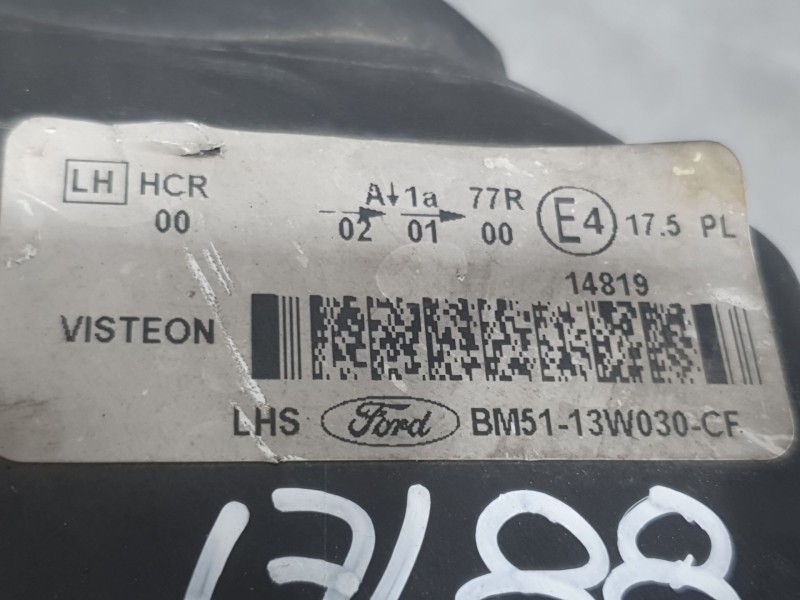 LH HCR A↓1a 77R E4 17.5 PL
00 02 01 00
14819
VISTEON
LHS Ford BM51-13W030-CF